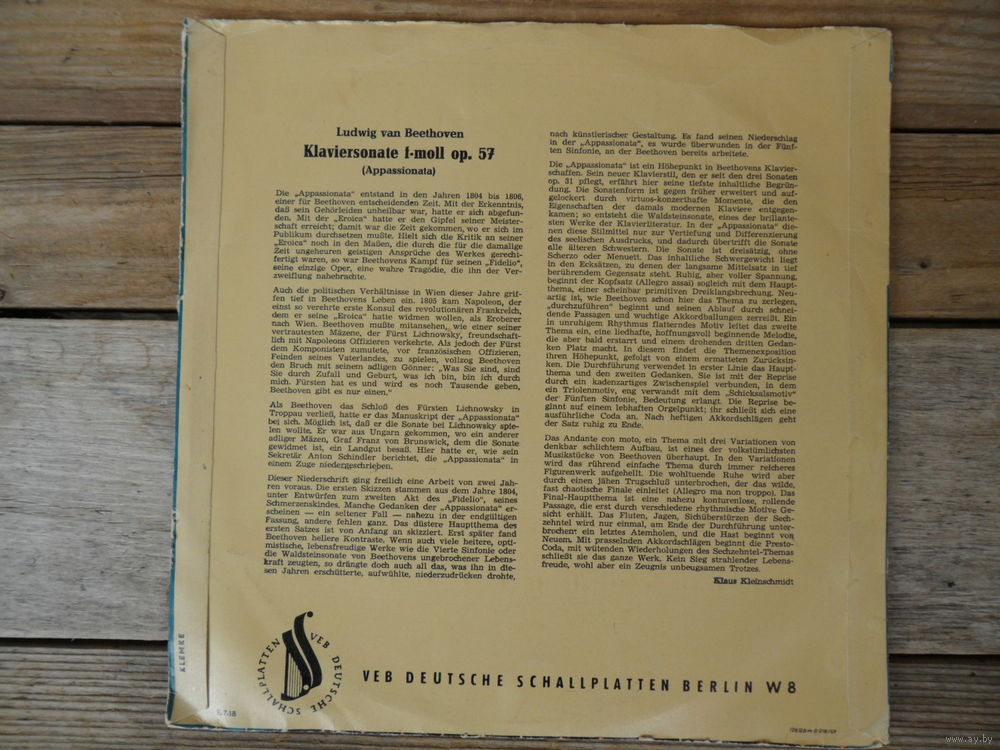 Ludwig van Beethoven
Klaviersonate f-moll op. 57
(Appassionata)
Die „Appassionata“ entstand in den Jahren 1804 bis 1806,
einer für Beethoven entscheidenden Zeit. Mit der Erkenntnis,
daß sein Gehörleiden unheilbar war, hatte er sich abgefun-
den. Mit der „Eroica“ hatte er den Gipfel seiner Meister-
schaft erreicht; damit war die Zeit gekommen, wo er sich im
Publikum durchsetzen mußte. Hielt sich die Kritik an seiner
„Eroica“ noch in den Maßen, die durch die für die damalige
Zeit ungeheuren geistigen Ansprüche des Werkes gerecht-
fertigt waren, so war Beethovens Kampf für seinen „Fidelio“,
seine einzige Oper, eine wahre Tragödie, die ihn der Ver-
zweiflung nahebrachte.
Auch die politischen Verhältnisse in Wien dieser Jahre grif-
fen tief in Beethovens Leben ein. 1805 kam Napoleon, der
einst so verehrte erste Konsul des revolutionären Frankreich,
dem er seine „Eroica“ hatte widmen wollen, als Eroberer
nach Wien. Beethoven mußte mitansehen, wie einer seiner
vertrautesten Mäzene, der Fürst Lichnowsky, freundschaft-
lich mit Napoleons Offizieren verkehrte. Als jedoch der Fürst
dem Komponisten zumutete, vor französischen Offizieren,
Feinden seines Vaterlandes, zu spielen, vollzog Beethoven
den Bruch mit seinem adligen Gönner: „Was Sie sind, sind
Sie durch Zufall und Geburt, was ich bin, bin ich durch
mich. Fürsten hat es und wird es noch Tausende geben,
Beethoven gibt es nur einen.“
Als Beethoven das Schloß des Fürsten Lichnowsky in
Troppau verließ, hatte er das Manuskript der „Appassionata“
bei sich. Möglich ist, daß er die Sonate bei Lichnowsky spie-
len wollte. Er war aus Ungarn gekommen, wo ein anderer
adliger Mäzen, Graf Franz von Brunswick, dem die Sonate
gewidmet ist, ein Landgut besaß. Hier hatte er, wie sein
Sekretär Anton Schindler berichtet, die „Appassionata“ in
einem Zuge niedergeschrieben.
Dieser Niederschrift ging freilich eine Arbeit von zwei Jah-
ren voraus. Die ersten Skizzen stammen aus dem Jahre 1804,
unter Entwürfen zum zweiten Akt des „Fidelio“, seines
Schmerzenskindes. Manche Gedanken der „Appassionata“ er-
scheinen — ein seltener Fall — nahezu in der endgültigen
Fassung, andere fehlen ganz. Das düstere Hauptthema des
ersten Satzes ist von Anfang an skizziert. Erst später fand
Beethoven hellere Kontraste. Wenn auch viele heitere, opti-
mistische, lebensfreudige Werke wie die Vierte Sinfonie oder
die Waldsteinsonate von Beethovens ungebrochener Lebens-
kraft zeugten, so drängte doch auch all das, was ihn in die-
sen Jahren erschütterte, aufwühlte, niederzudrücken drohte,
nach künstlerischer Gestaltung. Es fand seinen Niederschlag
in der „Appassionata“, es wurde überwunden in der Fünf-
ten Sinfonie, an der Beethoven bereits arbeitete.
Die „Appassionata“ ist ein Höhepunkt in Beethovens Klavier-
schaffen. Sein neuer Klavierstil, den er seit den drei Sonaten
op. 31 pflegt, erfährt hier seine tiefste inhaltliche Begrün-
dung. Die Sonatenform ist gegen früher erweitert und auf-
gelockert durch virtuos-konzerthafte Momente, die den
Eigenschaften der damals modernen Klaviere entgegen-
kamen; so entsteht die Waldsteinsonate, eines der brillante-
sten Werke der Klavierliteratur. In der „Appassionata“ die-
nen diese Stilmittel nur zur Vertiefung und Differenzierung
des seelischen Ausdrucks, und dadurch übertrifft die Sonate
alle älteren Schwestern. Die Sonate ist dreisätzig, ohne
Scherzo oder Menuett. Das inhaltliche Schwergewicht liegt
in den Ecksätzen, zu denen der langsame Mittelsatz in tief
berührendem Gegensatz steht. Ruhig, aber voller Spannung,
beginnt der Kopfsatz (Allegro assai) sogleich mit dem Haupt-
thema, einer scheinbar primitiven Dreiklangsbrechung. Neu-
artig ist, wie Beethoven schon hier das Thema zu zerlegen,
„durchzuführen“ beginnt und seinen Ablauf durch schnei-
dende Passagen und wuchtige Akkordballungen zerreißt. Ein
in unruhigem Rhythmus flatterndes Motiv leitet das zweite
Thema ein, eine liedhafte, hoffnungsvoll beginnende Melodie,
die aber bald erstarrt und einem drohenden dritten Gedan-
ken Platz macht. In diesem findet die Themenexposition
ihren Höhepunkt, gefolgt von einem ermatteten Zurücksin-
ken. Die Durchführung verwendet in erster Linie das Haupt-
thema und den zweiten Gedanken. Sie ist mit der Reprise
durch ein kadenzartiges Zwischenspiel verbunden, in dem
ein Triolenmotiv, eng verwandt mit dem „Schicksalsmotiv“
der Fünften Sinfonie, Bedeutung erlangt. Die Reprise be-
ginnt auf einem lebhaften Orgelpunkt; ihr schließt sich eine
ausführliche Coda an. Nach heftigen Akkordschlägen geht
der Satz ruhig zu Ende.
Das Andante con moto, ein Thema mit drei Variationen von
denkbar schlichtem Aufbau, ist eines der volkstümlichsten
Musikstücke von Beethoven überhaupt. In den Variationen
wird das rührend einfache Thema durch immer reicheres
Figurenwerk aufgehellt. Die wohltuende Ruhe wird aber
durch einen jähen Trugschluß unterbrochen, der das wilde,
fast chaotische Finale einleitet (Allegro ma non troppo). Das
Final-Hauptthema ist eine nahezu konturenlose, rollende
Passage, die erst durch verschiedene rhythmische Motive Ge-
sicht erhält. Das Fluten, Jagen, Sichüberstürzen der Sech-
zehntel wird nur einmal, am Ende der Durchführung unter-
brochen: ein letztes Atemholen, und die Hast beginnt von
Neuem. Mit prasselnden Akkordschlägen beginnt die Presto-
Coda, mit wütenden Wiederholungen des Sechzehntel-Themas
schließt sie das ganze Werk. Kein Sieg strahlender Lebens-
freude, wohl aber ein Zeugnis unbeugsamen Trotzes.
Klaus Kleinschmidt
KLEMKE
VEB DEUTSCHE SCHALLPLATTEN
VEB DEUTSCHE SCHALLPLATTEN BERLIN W 8
www.ay.by